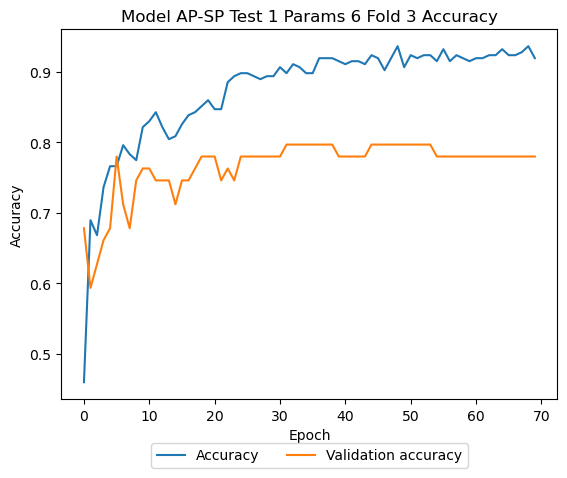 Model AP-SP Test 1 Params 6 Fold 3 Accuracy
Accuracy
0.9
0.8
0.7
0.6
0.5
0 10 20 30 40 50 60 70
Epoch
Accuracy Validation accuracy